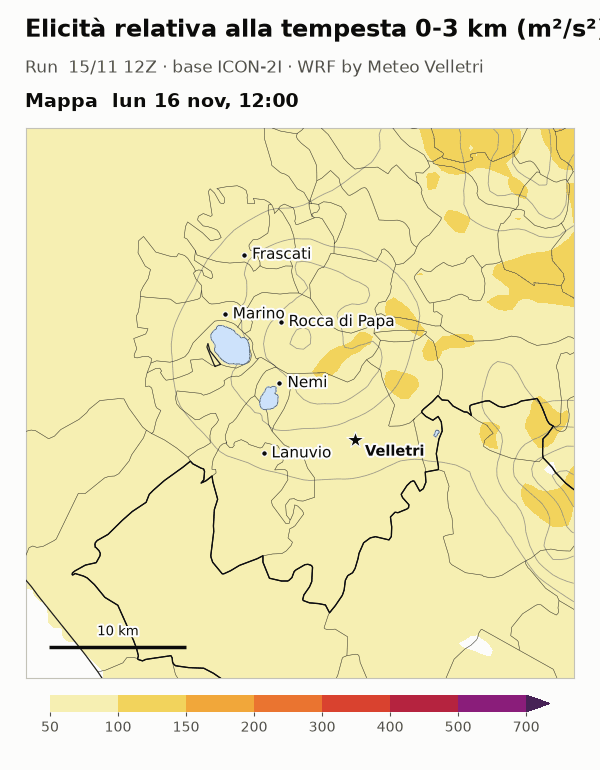 Elicità relativa alla tempesta 0-3 km (m²/s²)
Run  15/11 12Z · base ICON-2I · WRF by Meteo Velletri
Mappa  lun 16 nov, 12:00
Frascati
Marino
Rocca di Papa
Nemi
Velletri
Lanuvio
10 km
50 100 150 200 300 400 500 700